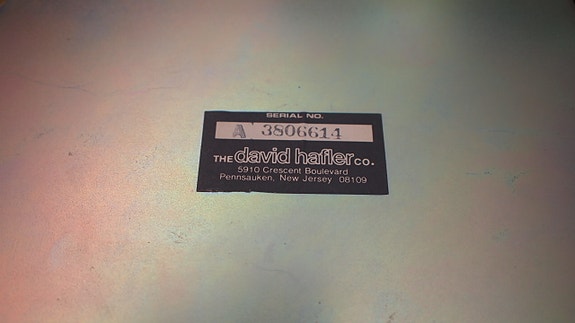 SERIAL NO.
A 3806614
THE david hafler co.
5910 Crescent Boulevard
Pennsauken, New Jersey 08109